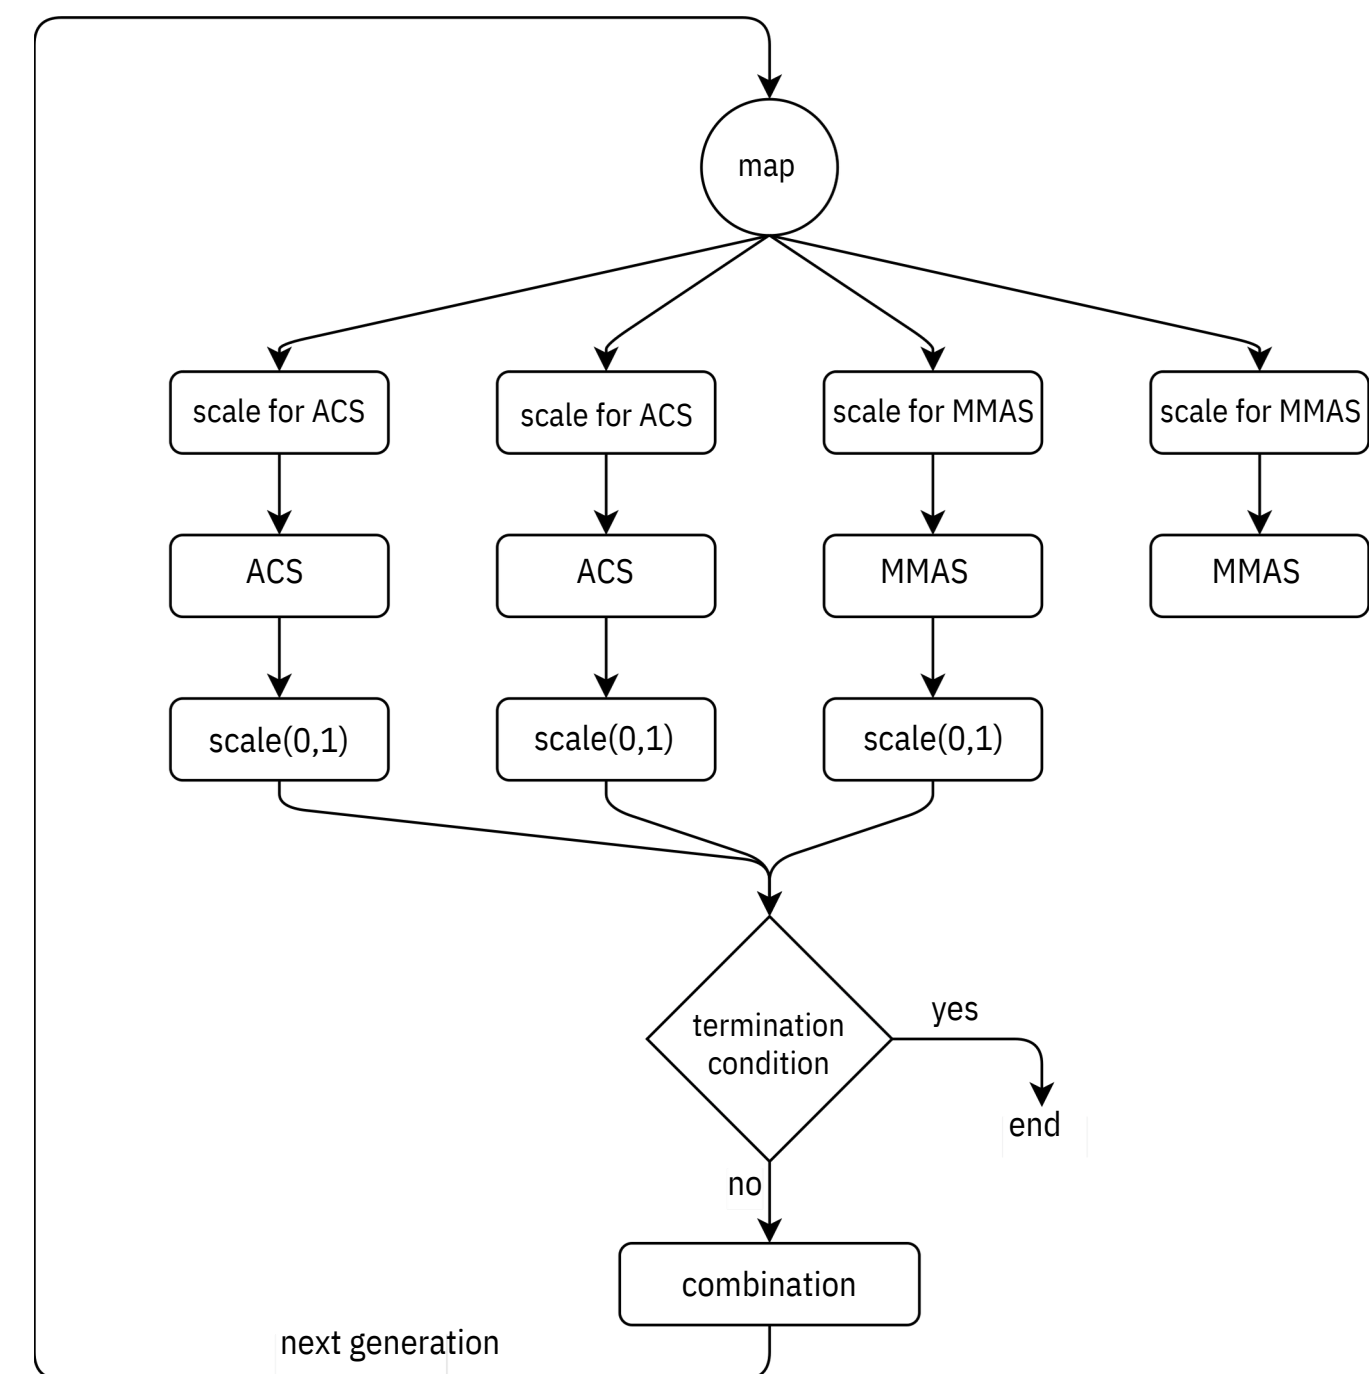 map
scale for ACS
scale for ACS
scale for MMAS
scale for MMAS
ACS
ACS
MMAS
MMAS
scale(0,1)
scale(0,1)
scale(0,1)
termination
condition
yes
end
no
combination
next generation